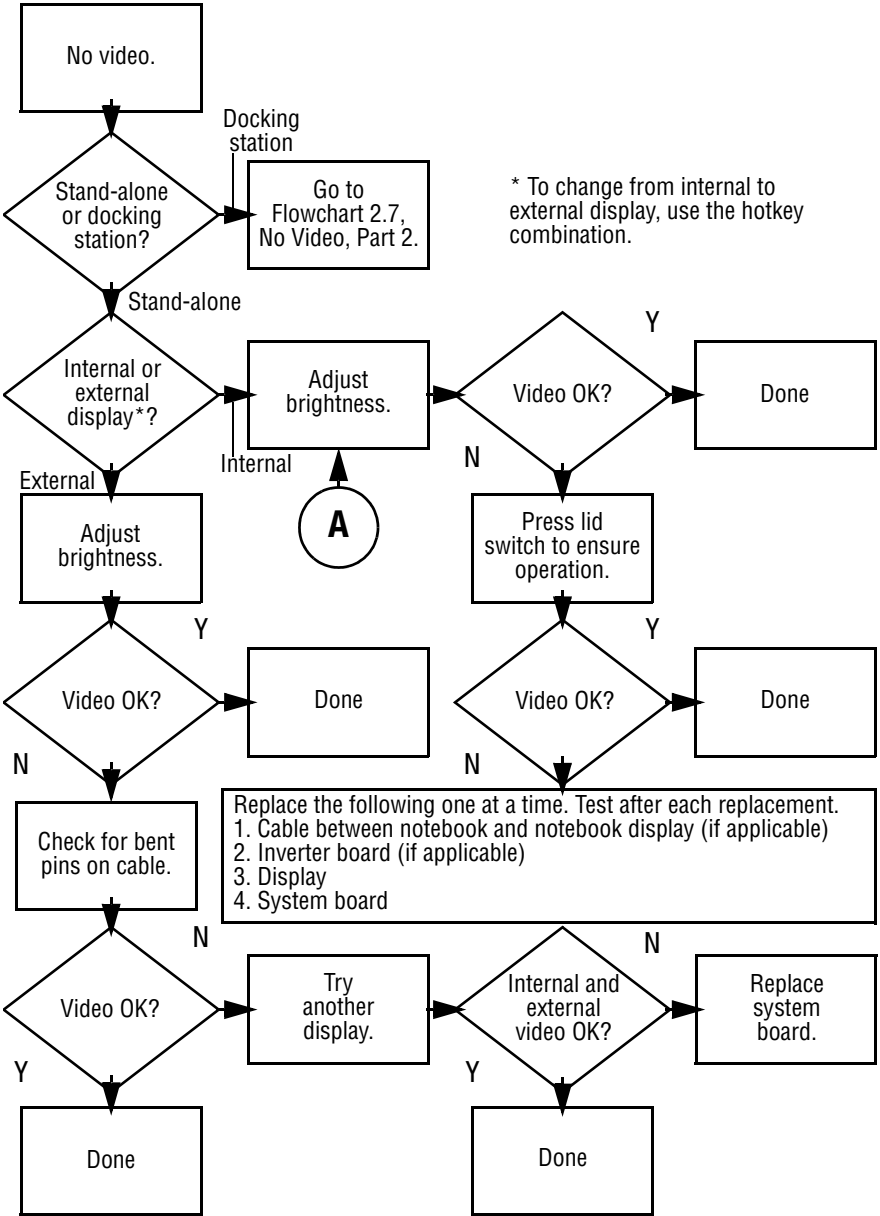 No video.
Docking
station
Stand-alone
or docking
station?
Go to
Flowchart 2.7,
No Video, Part 2.
* To change from internal to
external display, use the hotkey
combination.
Stand-alone
Internal or
external
display*?
Internal
Adjust
brightness.
Video OK?
Y
Done
N
External
A
Adjust
brightness.
Press lid
switch to ensure
operation.
Video OK?
Y
Done
N
Video OK?
Y
Done
N
Check for bent
pins on cable.
Replace the following one at a time. Test after each replacement.
1. Cable between notebook and notebook display (if applicable)
2. Inverter board (if applicable)
3. Display
4. System board
Video OK?
N
Try
another
display.
Internal and
external
video OK?
N
Replace
system
board.
Y
Done
Y
Done